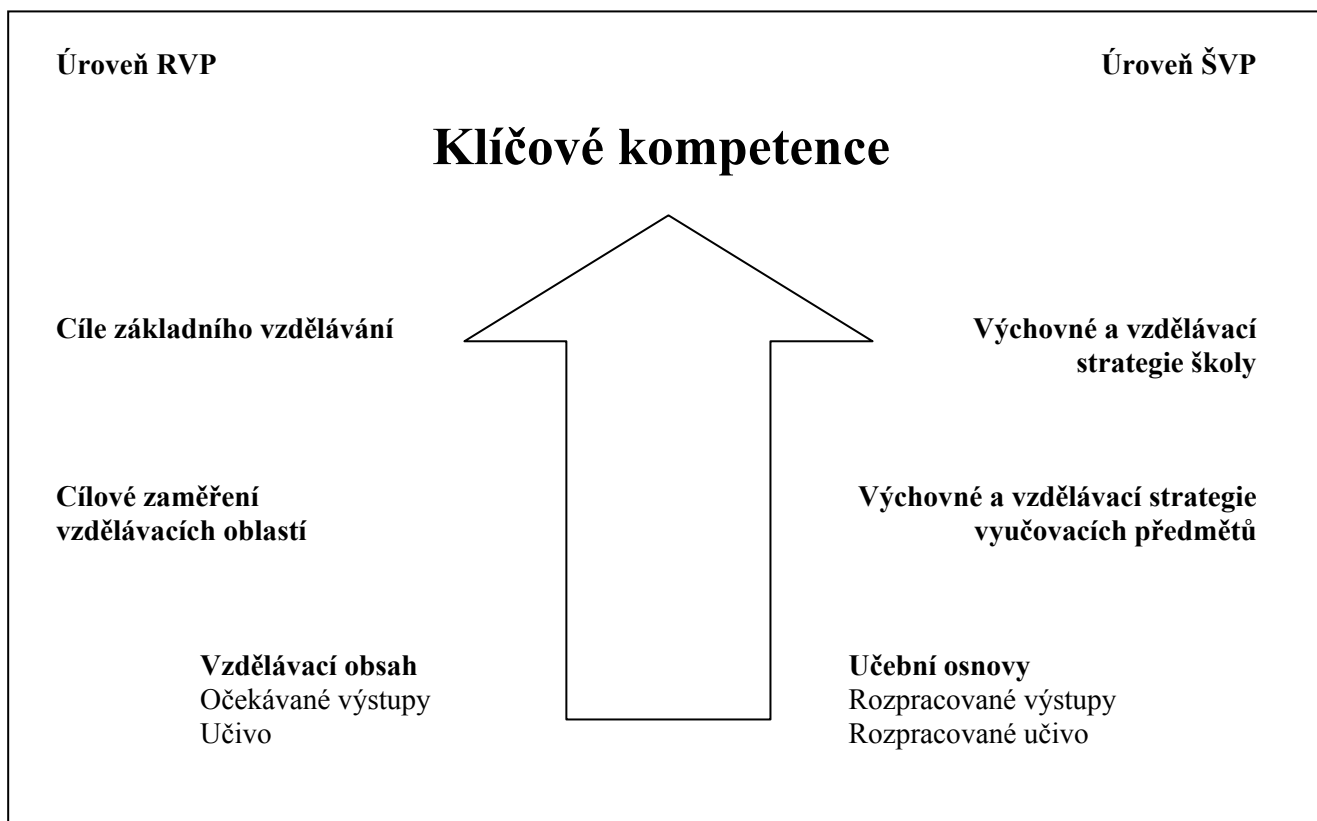 Úroveň RVP
Úroveň ŠVP
Klíčové kompetence
Cíle základního vzdělávání
Výchovné a vzdělávací
strategie školy
Cílové zaměření
vzdělávacích oblastí
Výchovné a vzdělávací strategie
vyučovacích předmětů
Vzdělávací obsah
Očekávané výstupy
Učivo
Učební osnovy
Rozpracované výstupy
Rozpracované učivo